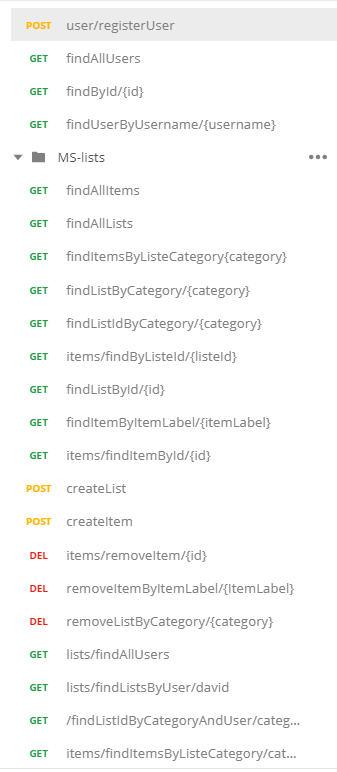 POST user/registerUser
GET findAllUsers
GET findById/{id}
GET findUserByUsername/{username}
MS-lists
GET findAllItems
GET findAllLists
GET findItemsByListeCategory{category}
GET findListByCategory/{category}
GET findListIdByCategory/{category}
GET items/findByListeId/{listeId}
GET findListById/{id}
GET findItemByItemLabel/{itemLabel}
GET items/findItemById/{id}
POST createList
POST createItem
DEL items/removeItem/{id}
DEL removeItemByItemLabel/{ItemLabel}
DEL removeListByCategory/{category}
GET lists/findAllUsers
GET lists/findListsByUser/david
GET /findListIdByCategoryAndUser/categ...
GET items/findItemsByListeCategory/cat...